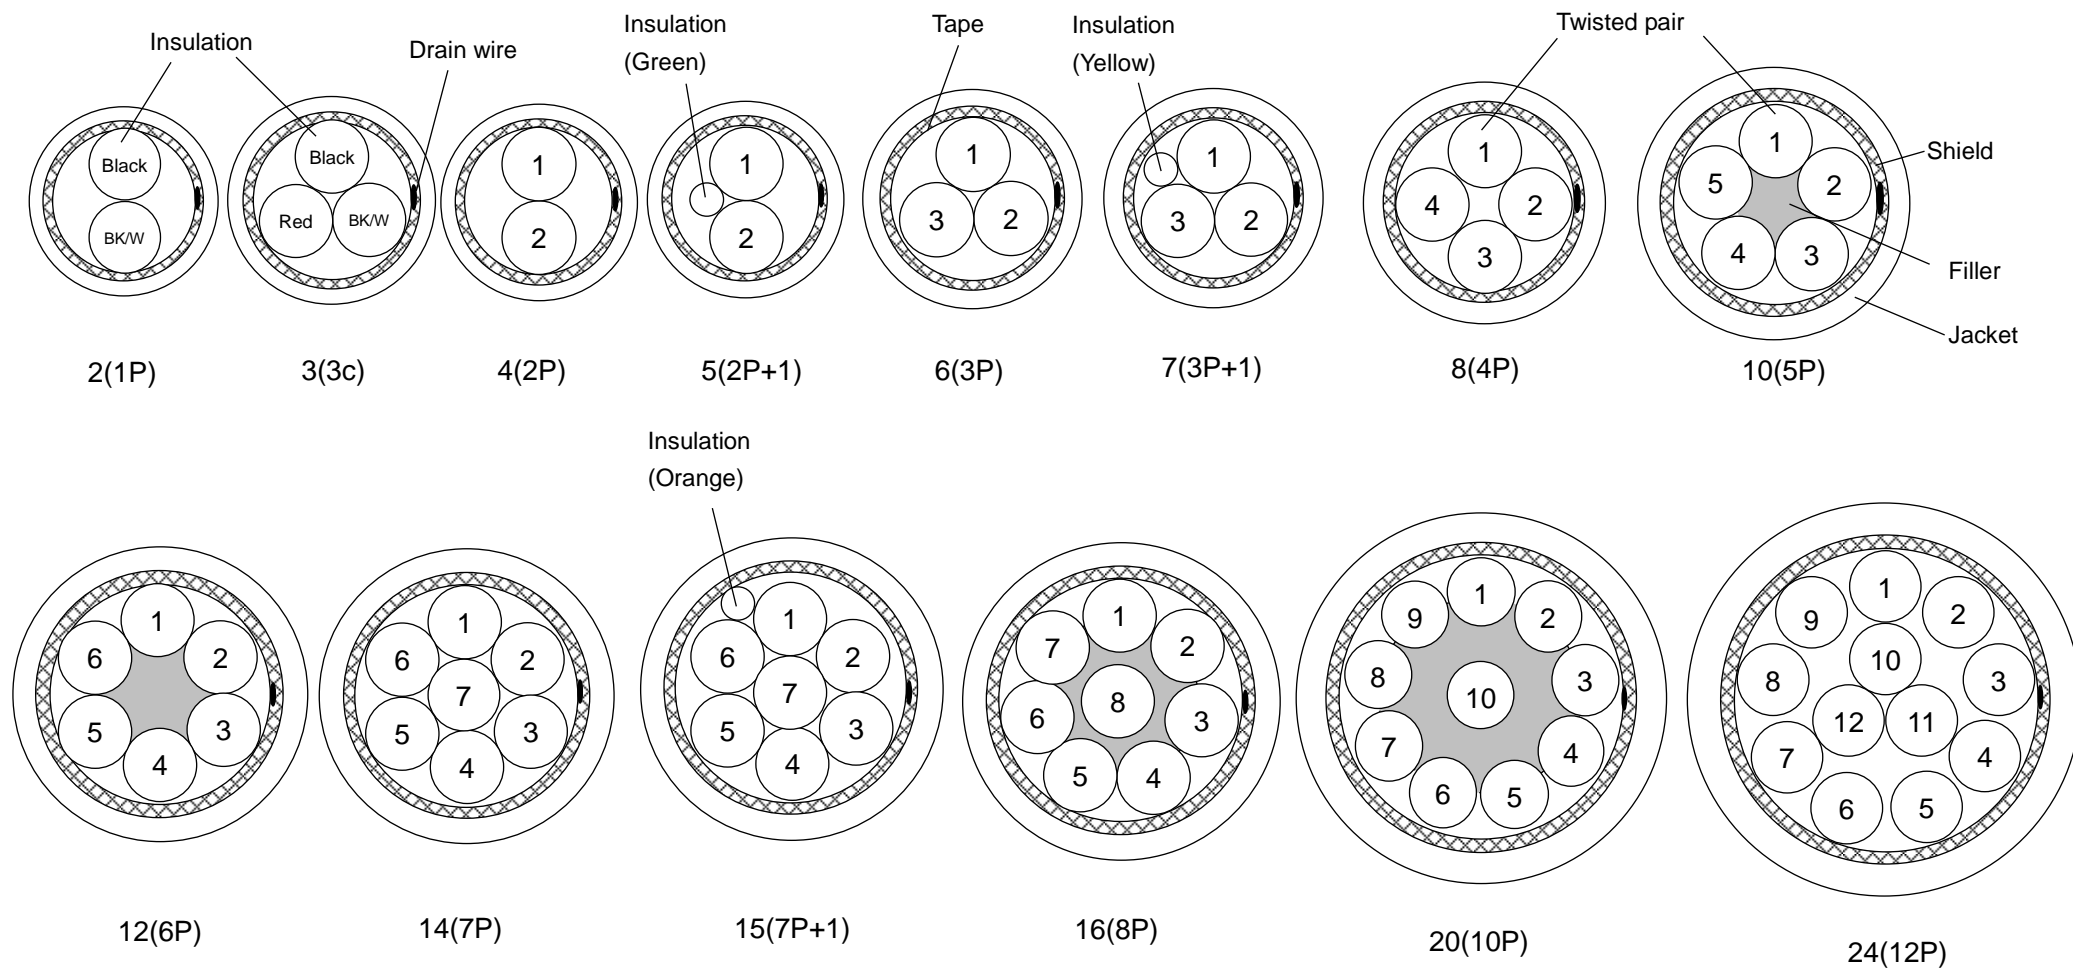 Insulation
Drain wire
Insulation
(Green)
Tape
Insulation
(Yellow)
Twisted pair
Shield
Filler
Jacket
Black
BK/W
Black
Red
BK/W
1
2
1
2
1
3
2
1
3
2
1
4
2
3
1
5
2
4
3
2(1P)
3(3c)
4(2P)
5(2P+1)
6(3P)
7(3P+1)
8(4P)
10(5P)
Insulation
(Orange)
1
6
2
5
3
4
1
6
2
7
5
3
4
1
6
2
7
5
3
4
1
7
2
8
6
3
5
4
1
9
2
8
3
10
7
4
6
5
1
9
2
10
8
3
12
11
7
4
6
5
12(6P)
14(7P)
15(7P+1)
16(8P)
20(10P)
24(12P)